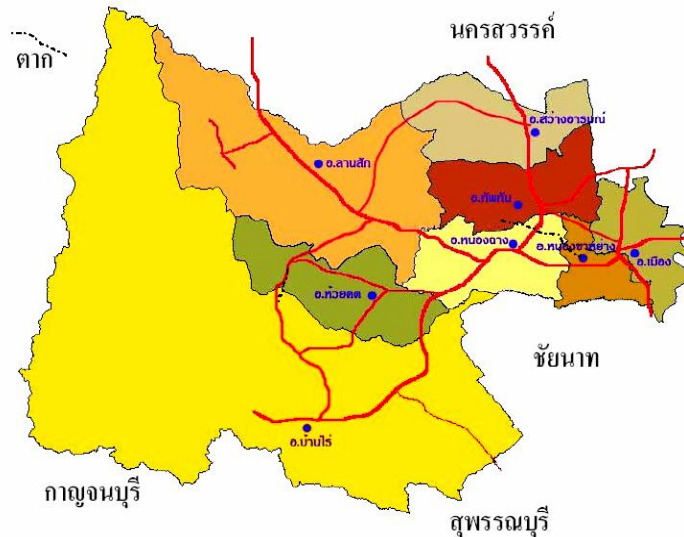 นครสวรรค์
ตาก
อ.สว่างอารมณ์
อ.ลานสัก
อ.ทัพทัน
อ.หนองฉาง
อ.หนองขาหย่าง
อ.เมือง
อ.ห้วยคต
ชัยนาท
อ.บ้านไร่
กาญจนบุรี
สุพรรณบุรี